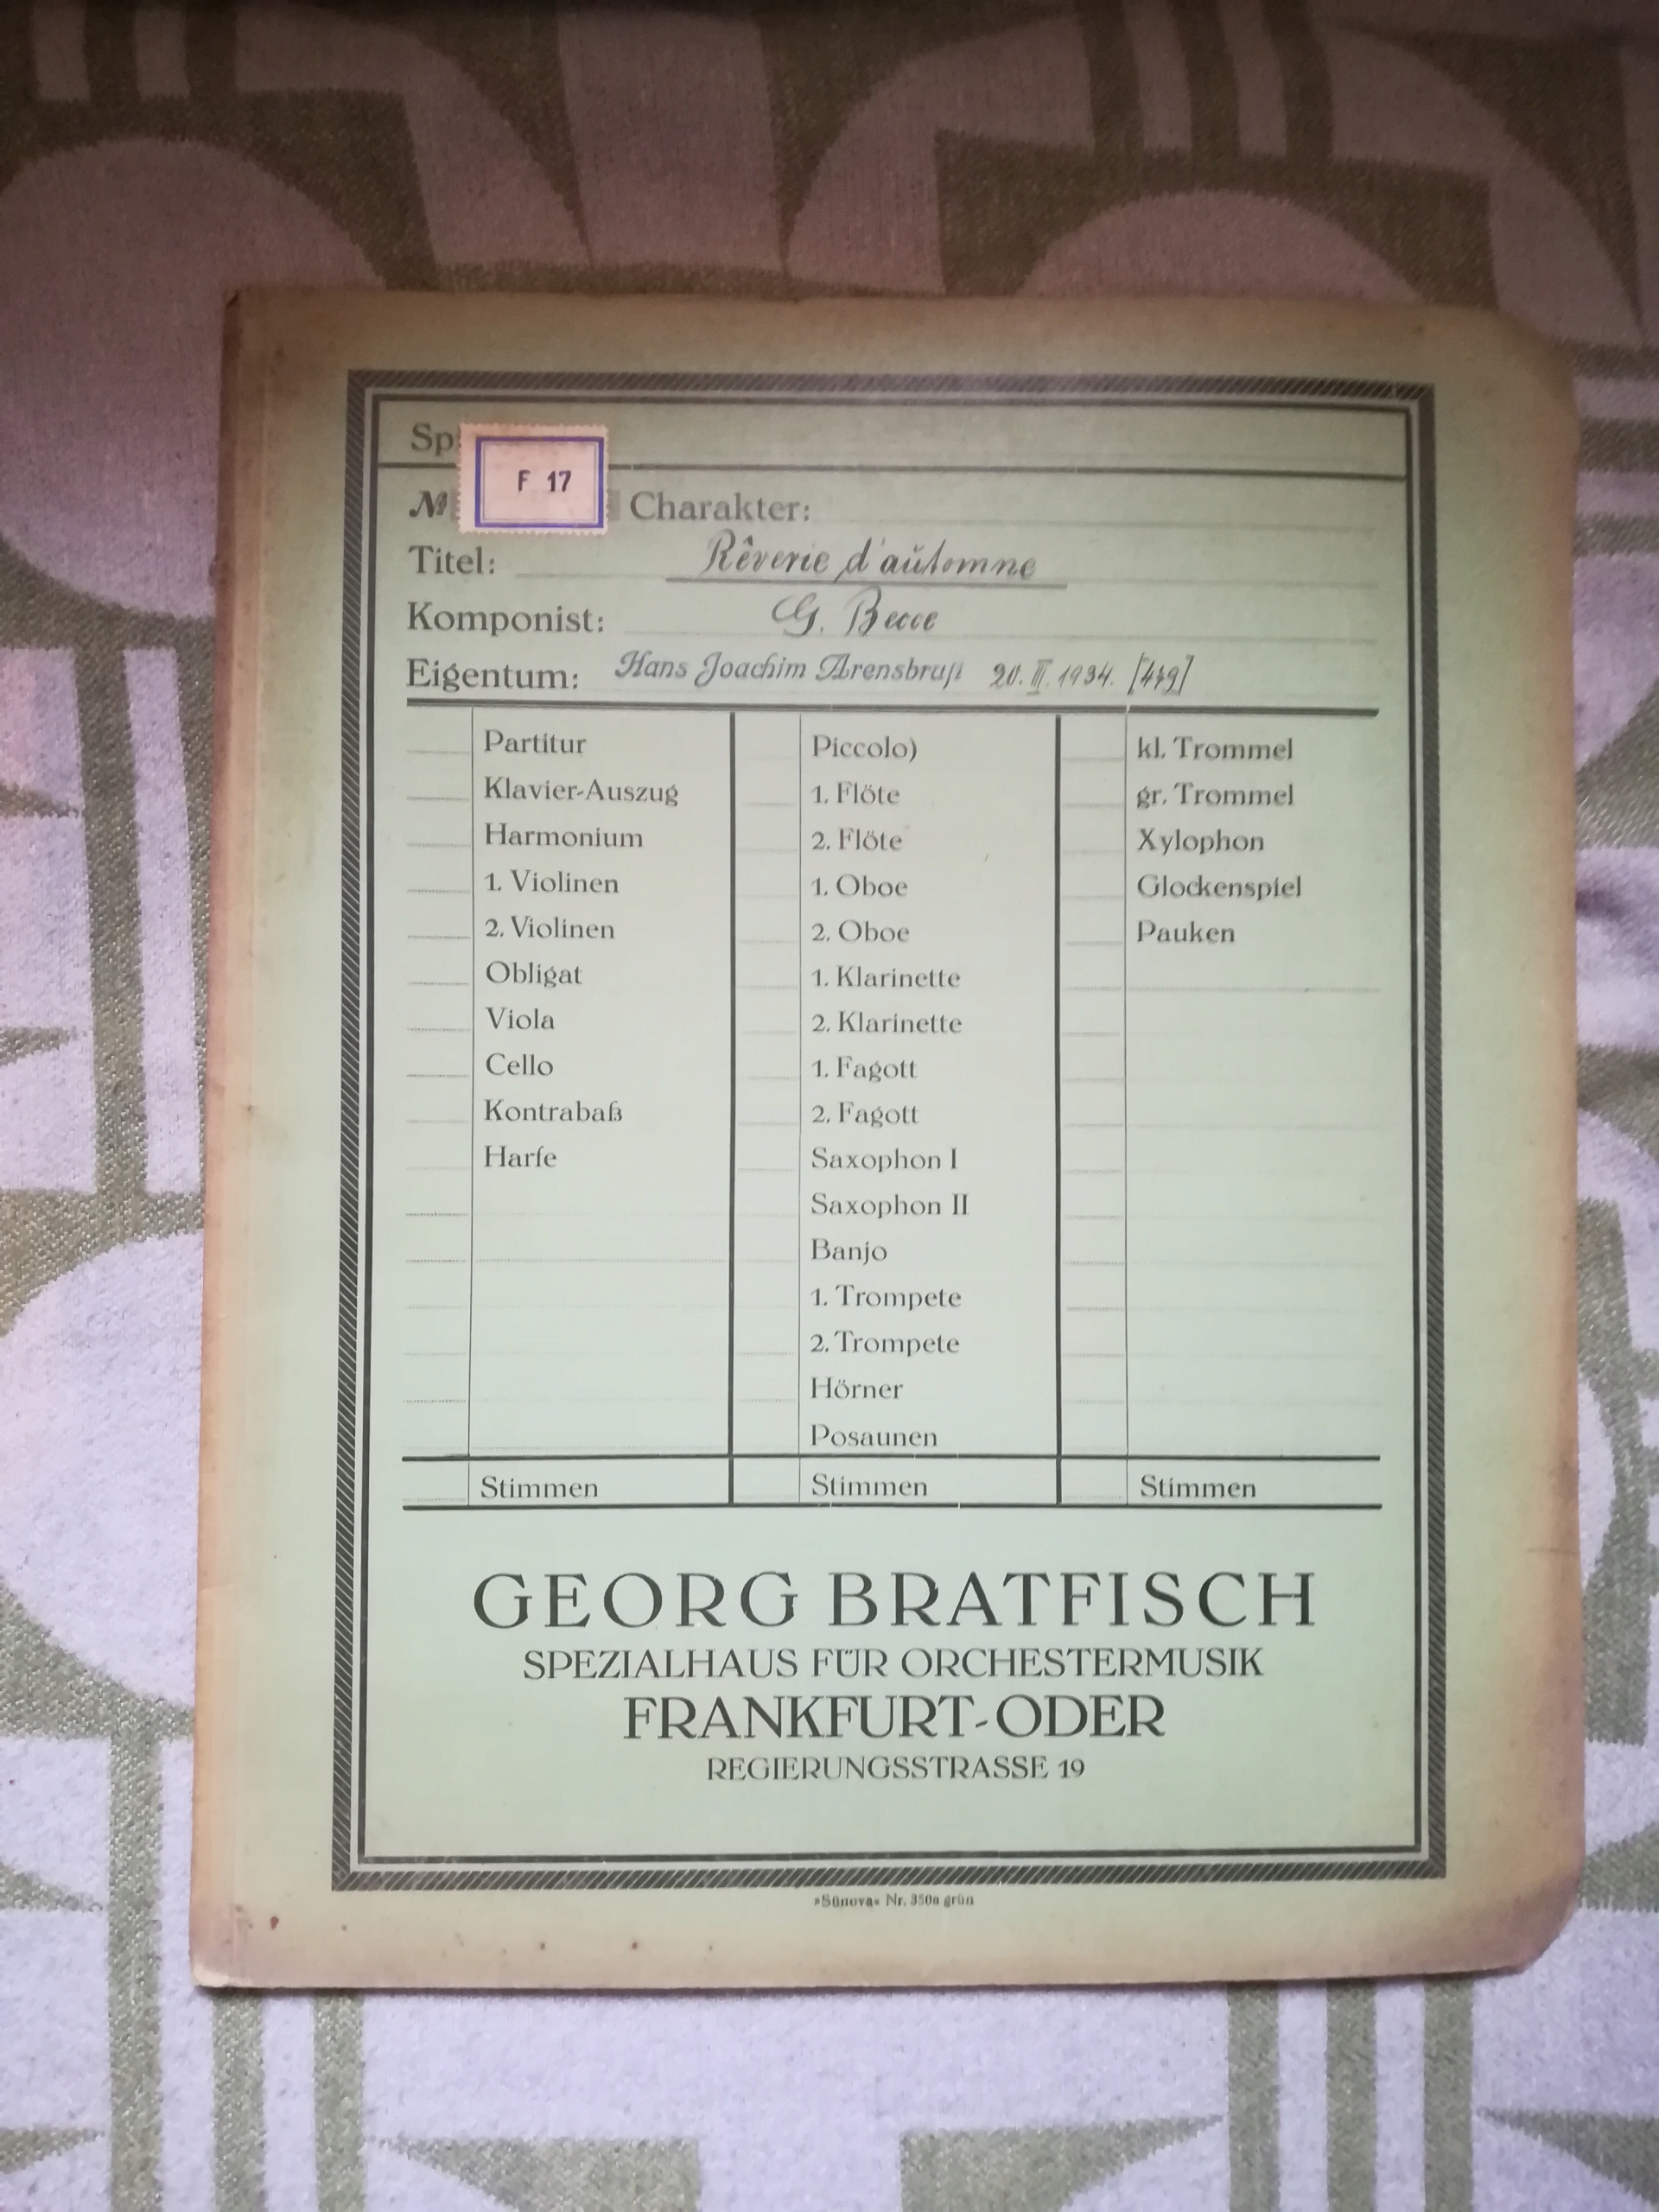 Sp
F 17
№ Charakter:
Titel: Rêverie d'aŭtomne
Komponist: G. Becce
Eigentum: Hans Joachim 20. III. 1934.
Partitur
Klavier-Auszug
Harmonium
1. Violinen
2. Violinen
Obligat
Viola
Cello
Kontrabaß
Harfe
Stimmen
Piccolo)
1. Flöte
2. Flöte
1. Oboe
2. Oboe
1. Klarinette
2. Klarinette
1. Fagott
2. Fagott
Saxophon I
Saxophon II
Banjo
1. Trompete
2. Trompete
Hörner
Posaunen
Stimmen
kl. Trommel
gr. Trommel
Xylophon
Glockenspiel
Pauken
Stimmen
GEORG BRATFISCH
SPEZIALHAUS FÜR ORCHESTERMUSIK
FRANKFURT-ODER
REGIERUNGSSTRASSE 19
»Sünova« Nr. 350a grün